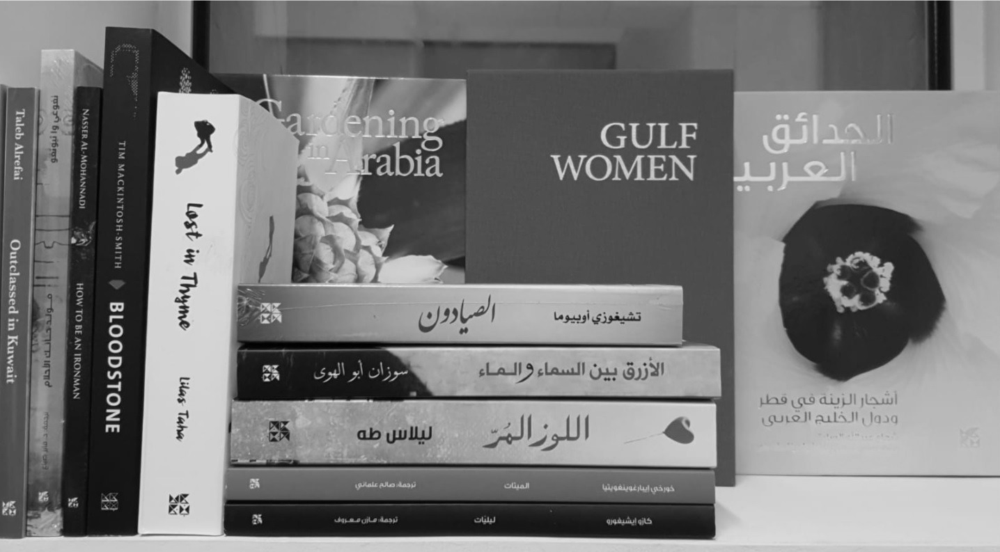 Taleb Alrefai
Outclassed in Kuwait
NASSER AL-MOHANNADI
HOW TO BE AN IRONMAN
TIM MACKINTOSH-SMITH
BLOODSTONE
Lost in Thyme
Lilas Taha
Gardening
in Arabia
GULF
WOMEN
الحدائق
العربي
أشجار الزينة في قطر
ودول الخليج العربي
تشيغوزي أوبيوما
الصيادون
الأزرق بين السماء والماء
سوزان أبو الهوى
اللوز المُرّ
ليلاس طه
خورخي إيبارغوينغويتيا
الميتات
ترجمة: صالح علماني
كازو إيشيغورو
ليليّات
ترجمة: مازن معروف